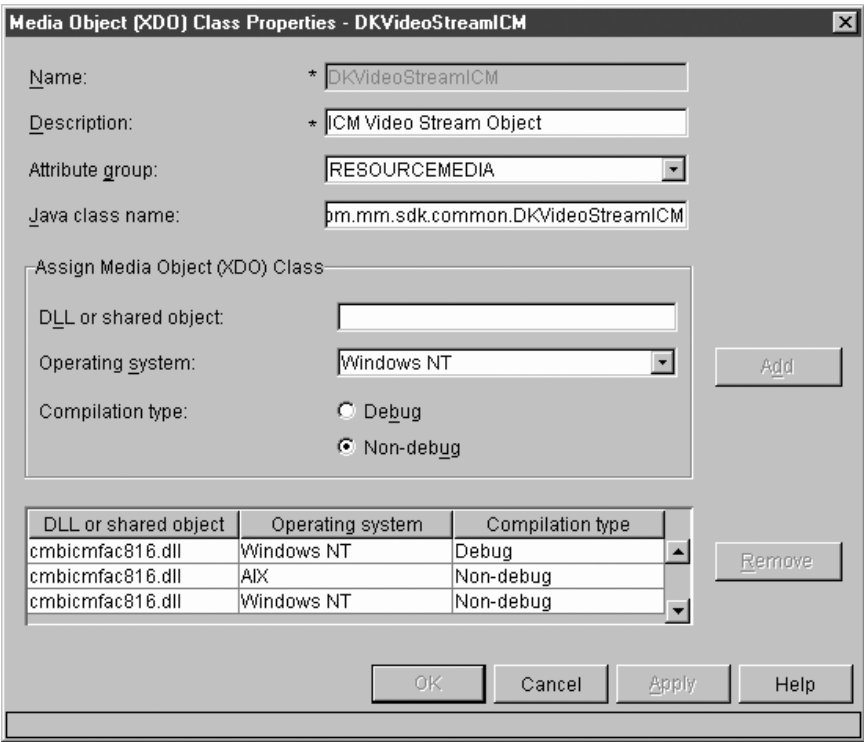 Media Object (XDO) Class Properties - DKVideoStreamICM
Name: * DKVideoStreamICM
Description: * ICM Video Stream Object
Attribute group: RESOURCEMEDIA
Java class name: om.mm.sdk.common.DKVideoStreamICM
Assign Media Object (XDO) Class
DLL or shared object:
Operating system: Windows NT Add
Compilation type: Debug
Non-debug
DLL or shared object Operating system Compilation type
cmbicmfac816.dll Windows NT Debug
cmbicmfac816.dll AIX Non-debug
cmbicmfac816.dll Windows NT Non-debug
Remove
OK Cancel Apply Help